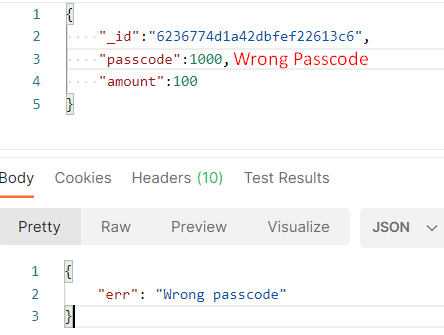 1 {
2 "_id":"6236774d1a42dbfef22613c6",
3 "passcode":1000, Wrong Passcode
4 "amount":100
5 }
Body Cookies Headers (10) Test Results
Pretty Raw Preview Visualize JSON
1 {
2 "err": "Wrong passcode"
3 }